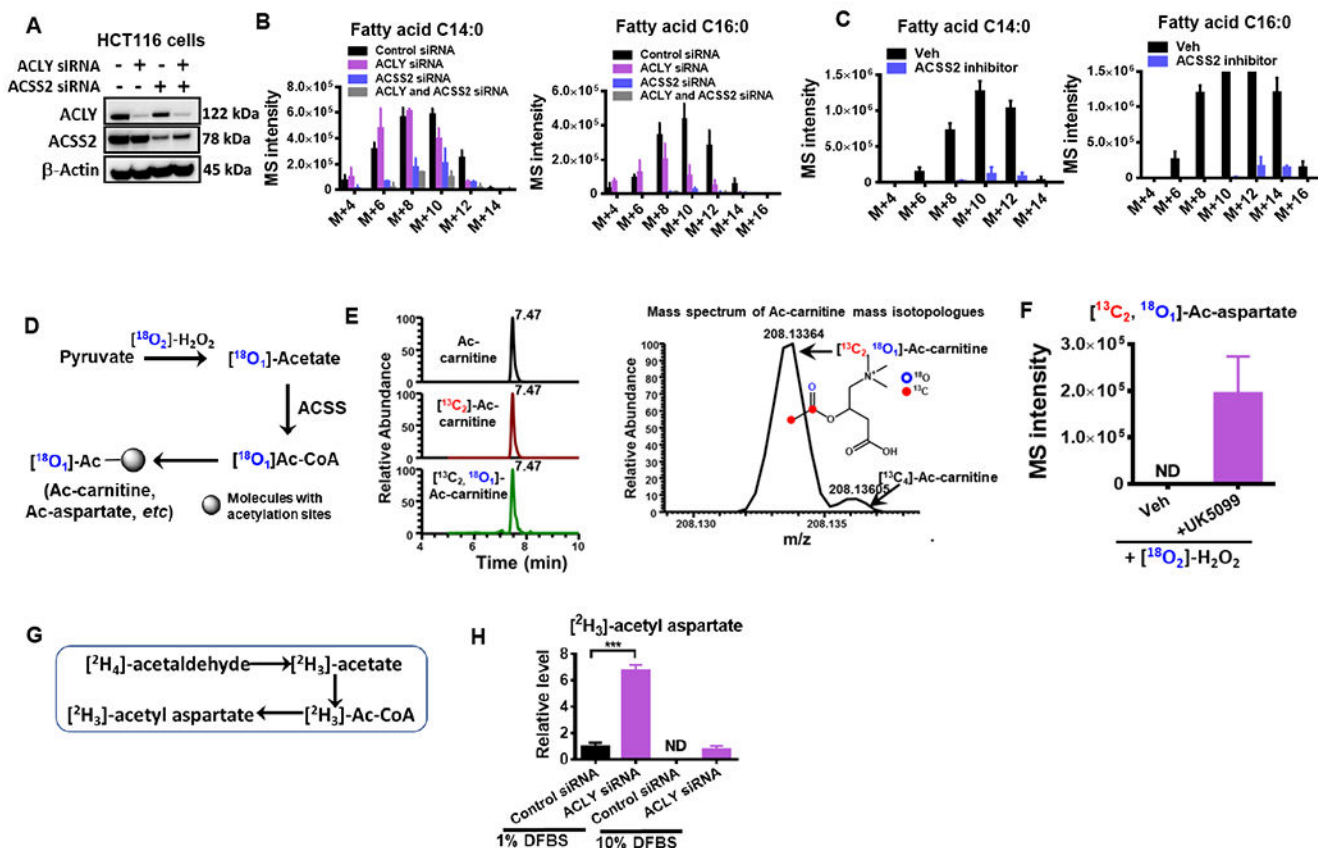 A
HCT116 cells
ACLY siRNA - + - +
ACSS2 siRNA - - + +
ACLY 122 kDa
ACSS2 78 kDa
β-Actin 45 kDa
B
Fatty acid C14:0
Control siRNA
ACLY siRNA
ACSS2 siRNA
ACLY and ACSS2 siRNA
MS intensity
8.0×10⁵
6.0×10⁵
4.0×10⁵
2.0×10⁵
0
M+4 M+6 M+8 M+10 M+12 M+14
Fatty acid C16:0
Control siRNA
ACLY siRNA
ACSS2 siRNA
ACLY and ACSS2 siRNA
MS intensity
6.0×10⁵
4.0×10⁵
2.0×10⁵
0
M+4 M+6 M+8 M+10 M+12 M+14 M+16
C
Fatty acid C14:0
Veh
ACSS2 inhibitor
MS intensity
1.5×10⁶
1.0×10⁶
5.0×10⁵
0
M+4 M+6 M+8 M+10 M+12 M+14
Fatty acid C16:0
Veh
ACSS2 inhibitor
MS intensity
1.5×10⁶
1.0×10⁶
5.0×10⁵
0
M+4 M+6 M+8 M+10 M+12 M+14 M+16
D
[¹⁸O₂]-H₂O₂
Pyruvate [¹⁸O₁]-Acetate
ACSS
[¹⁸O₁]-Ac [¹⁸O₁]Ac-CoA
(Ac-carnitine,
Ac-aspartate, etc)
Molecules with
acetylation sites
E
Relative Abundance
100
50
0
7.47
Ac-
carnitine
100
50
0
7.47
[¹³C₂]-Ac-
carnitine
100
50
0
7.47
[¹³C₂, ¹⁸O₁]-
Ac-carnitine
4 6 8 10
Time (min)
Mass spectrum of Ac-carnitine mass isotopologues
Relative Abundance
100
90
80
70
60
50
40
30
20
10
0
208.13364
[¹³C₂, ¹⁸O₁]-Ac-carnitine
¹⁸O
¹³C
N⁺
O
O
O
OH
[¹³C₄]-Ac-carnitine
208.13605
208.130 208.135
m/z
F
[¹³C₂, ¹⁸O₁]-Ac-aspartate
MS intensity
3.0×10⁵
2.0×10⁵
1.0×10⁵
0
ND
Veh +UK5099
+ [¹⁸O₂]-H₂O₂
G
[²H₄]-acetaldehyde [²H₃]-acetate
[²H₃]-acetyl aspartate [²H₃]-Ac-CoA
H
[²H₃]-acetyl aspartate
Relative level
8
6
4
2
0
***
ND
Control siRNA ACLY siRNA Control siRNA ACLY siRNA
1% DFBS 10% DFBS